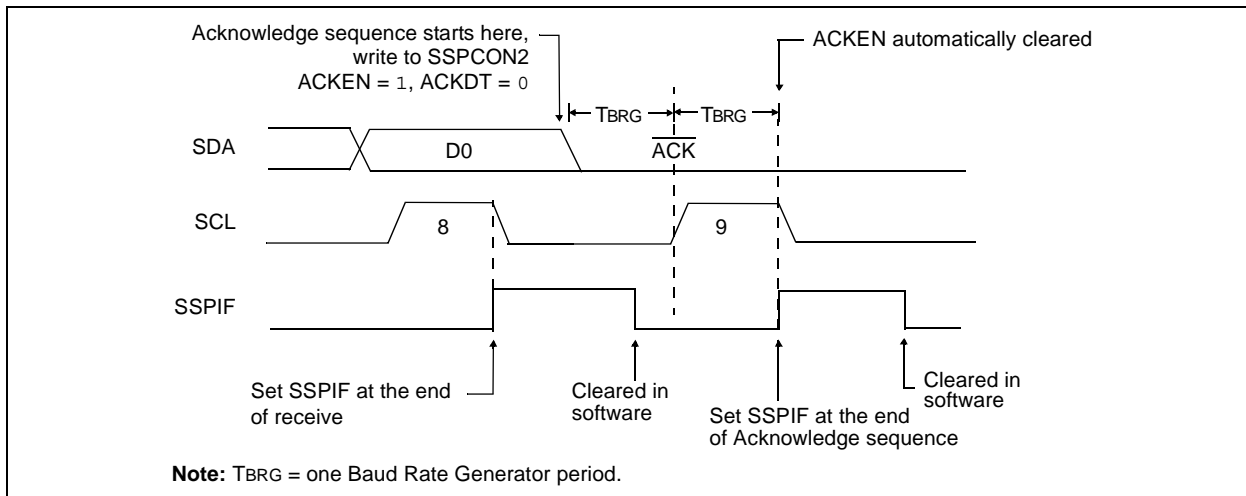 Acknowledge sequence starts here,
write to SSPCON2
ACKEN = 1, ACKDT = 0
ACKEN automatically cleared
TBRG
TBRG
SDA
D0
ACK
SCL
8
9
SSPIF
Set SSPIF at the end
of receive
Cleared in
software
Set SSPIF at the end
of Acknowledge sequence
Cleared in
software
Note: TBRG = one Baud Rate Generator period.